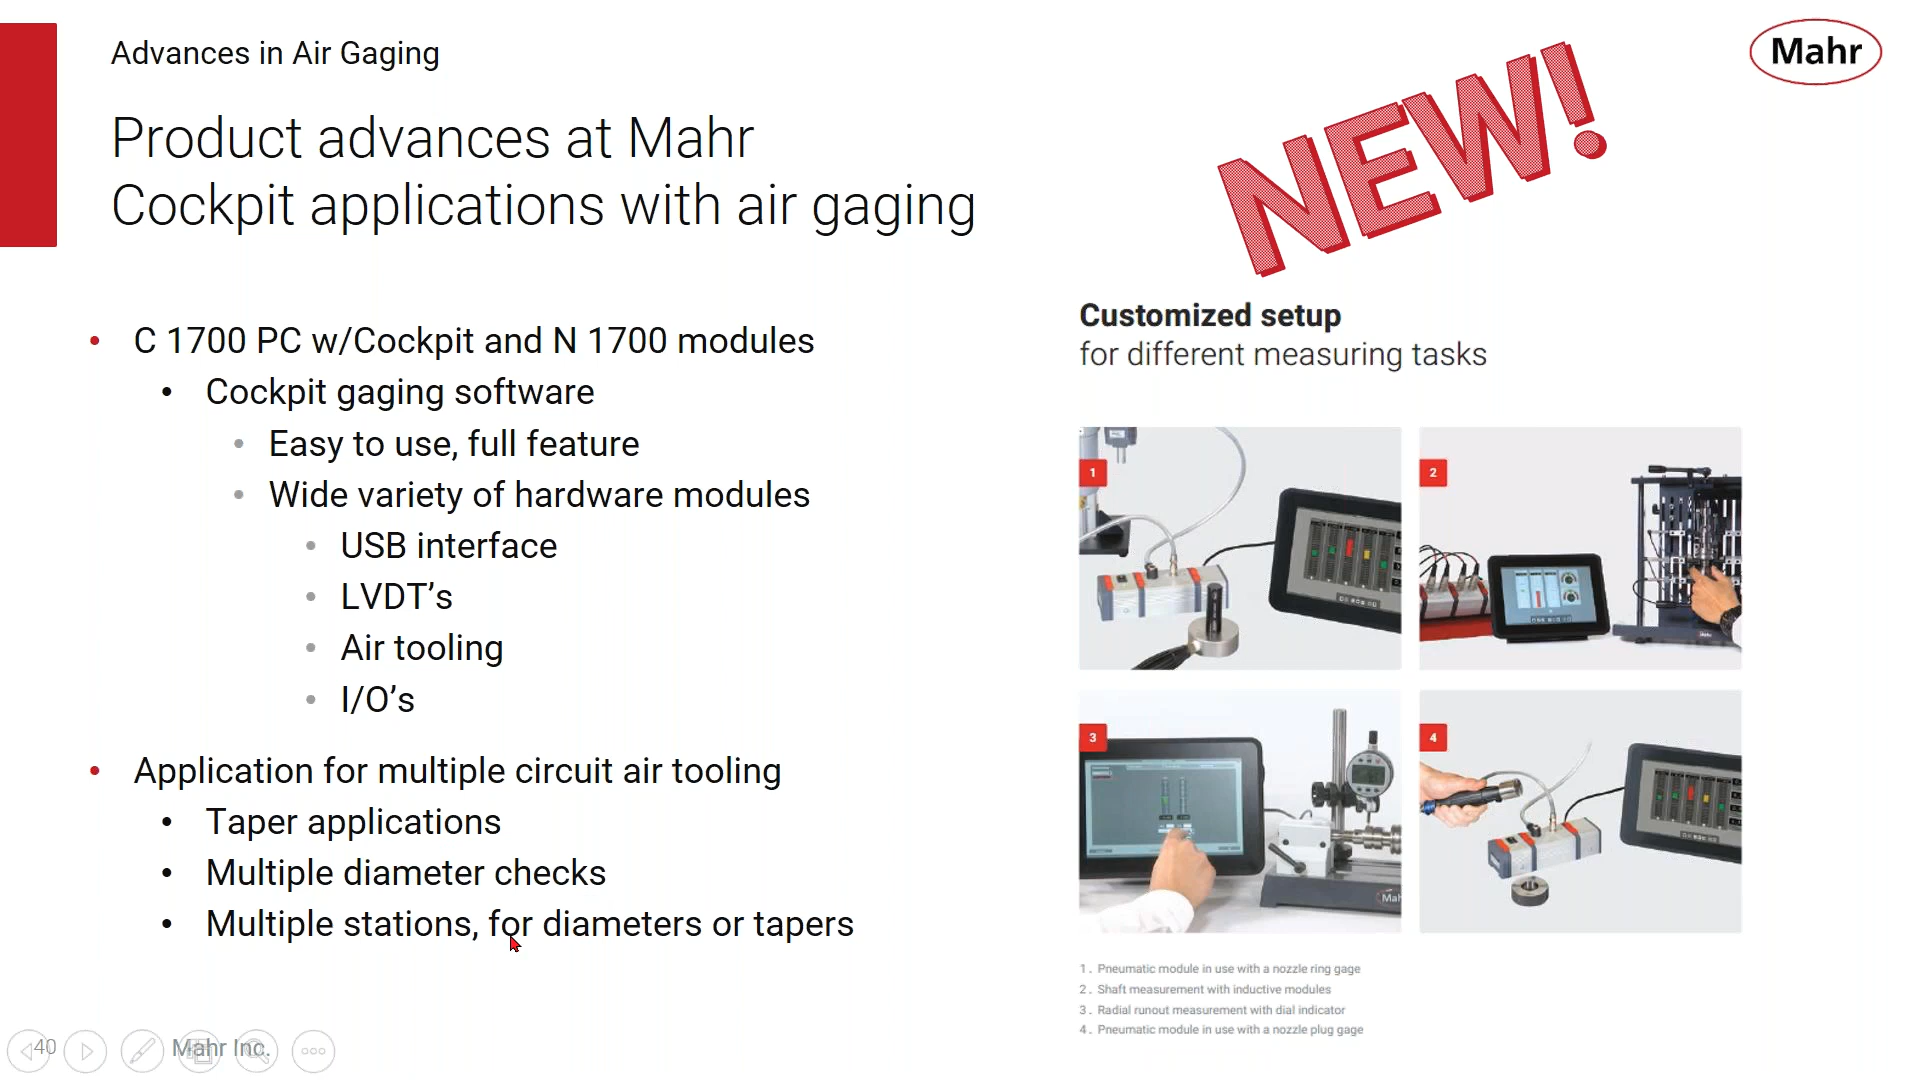 Advances in Air Gaging
Mahr
NEW!
Product advances at Mahr
Cockpit applications with air gaging
• C 1700 PC w/Cockpit and N 1700 modules
• Cockpit gaging software
• Easy to use, full feature
• Wide variety of hardware modules
• USB interface
• LVDT’s
• Air tooling
• I/O’s
• Application for multiple circuit air tooling
• Taper applications
• Multiple diameter checks
• Multiple stations, for diameters or tapers
Customized setup
for different measuring tasks
1
2
3
4
1. Pneumatic module in use with a nozzle ring gage
2. Shaft measurement with inductive modules
3. Radial runout measurement with dial indicator
4. Pneumatic module in use with a nozzle plug gage
40
Mahr Inc.